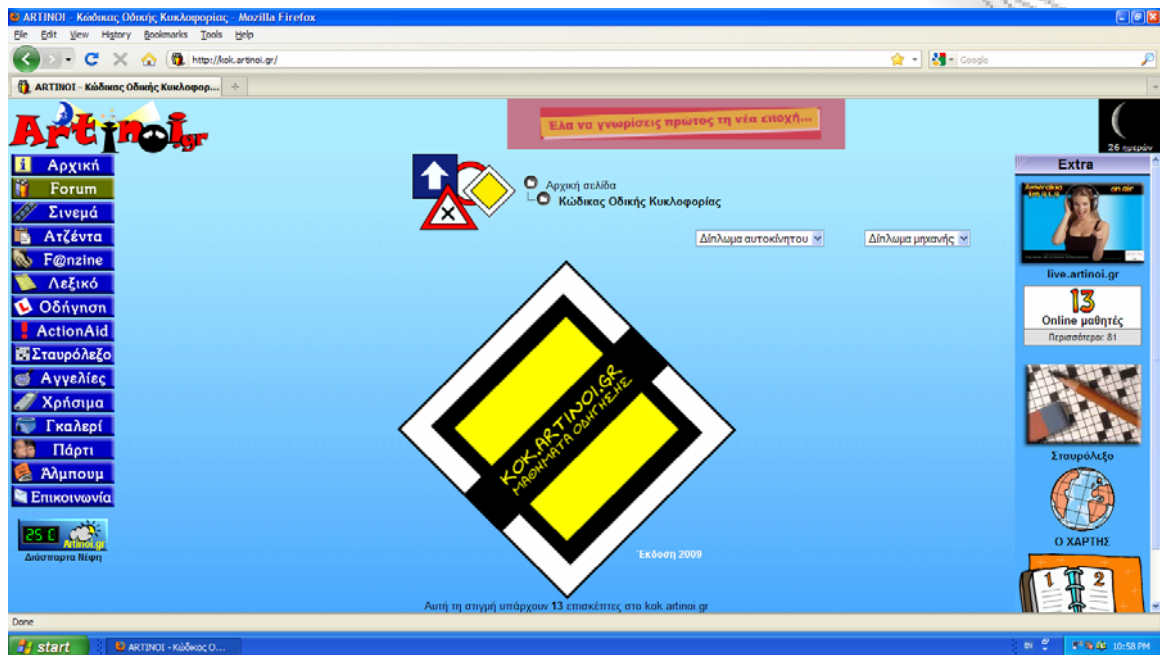 ARTINOI - Κώδικας Οδικής Κυκλοφορίας - Mozilla Firefox
File Edit View History Bookmarks Tools Help
http://kok.artinoi.gr/
Google
ARTINOI - Κώδικας Οδικής Κυκλοφορ...
Artinoi.gr
Έλα να γνωρίσεις πρώτος τη νέα εποχή...
26 ημερών
Αρχική
Forum
Σινεμά
Ατζέντα
F@nzine
Λεξικό
Οδήγηση
ActionAid
Σταυρόλεξο
Αγγελίες
Χρήσιμα
Γκαλερί
Πάρτι
Άλμπουμ
Επικοινωνία
25 C
Artinoi.gr
Διάσπαρτα Νέφη
Αρχική σελίδα
Κώδικας Οδικής Κυκλοφορίας
Δίπλωμα αυτοκίνητου
Δίπλωμα μηχανής
KOK.ARTINOI.GR
ΜΑΘΗΜΑΤΑ ΟΔΗΓΗΣΗΣ
Έκδοση 2009
Αυτή τη στιγμή υπάρχουν 13 επισκέπτες στο kok.artinoi.gr
Extra
on air
live.artinoi.gr
13
Online μαθητές
Περισσότεροι: 81
Σταυρόλεξο
Ο ΧΑΡΤΗΣ
1 2
Done
start
ARTINOI - Κώδικας Ο...
EN
10:58 PM